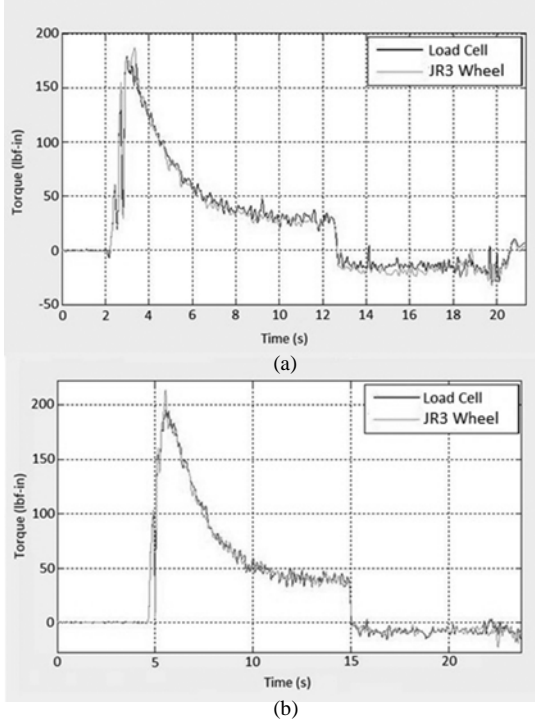 200
150
100
50
0
-50
Torque (lbf-in)
Load Cell
JR3 Wheel
0 2 4 6 8 10 12 14 16 18 20
Time (s)
(a)
200
150
100
50
0
Torque (lbf-in)
Load Cell
JR3 Wheel
0 5 10 15 20
Time (s)
(b)